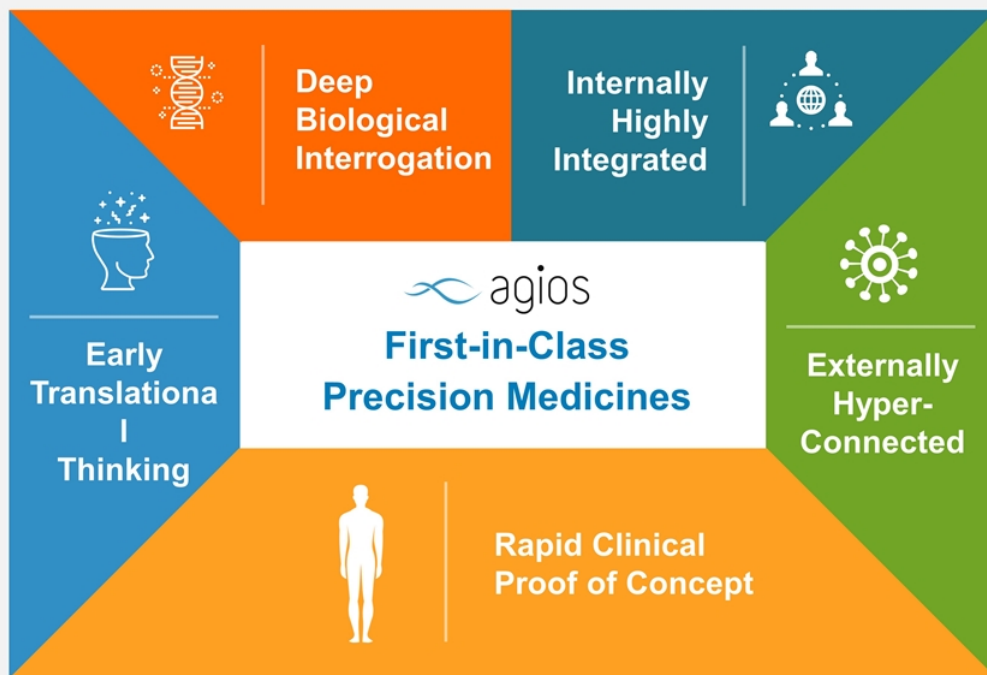 Deep
Biological
Interrogation
Internally
Highly
Integrated
Early
Translationa
l
Thinking
agios
First-in-Class
Precision Medicines
Externally
Hyper-
Connected
Rapid Clinical
Proof of Concept